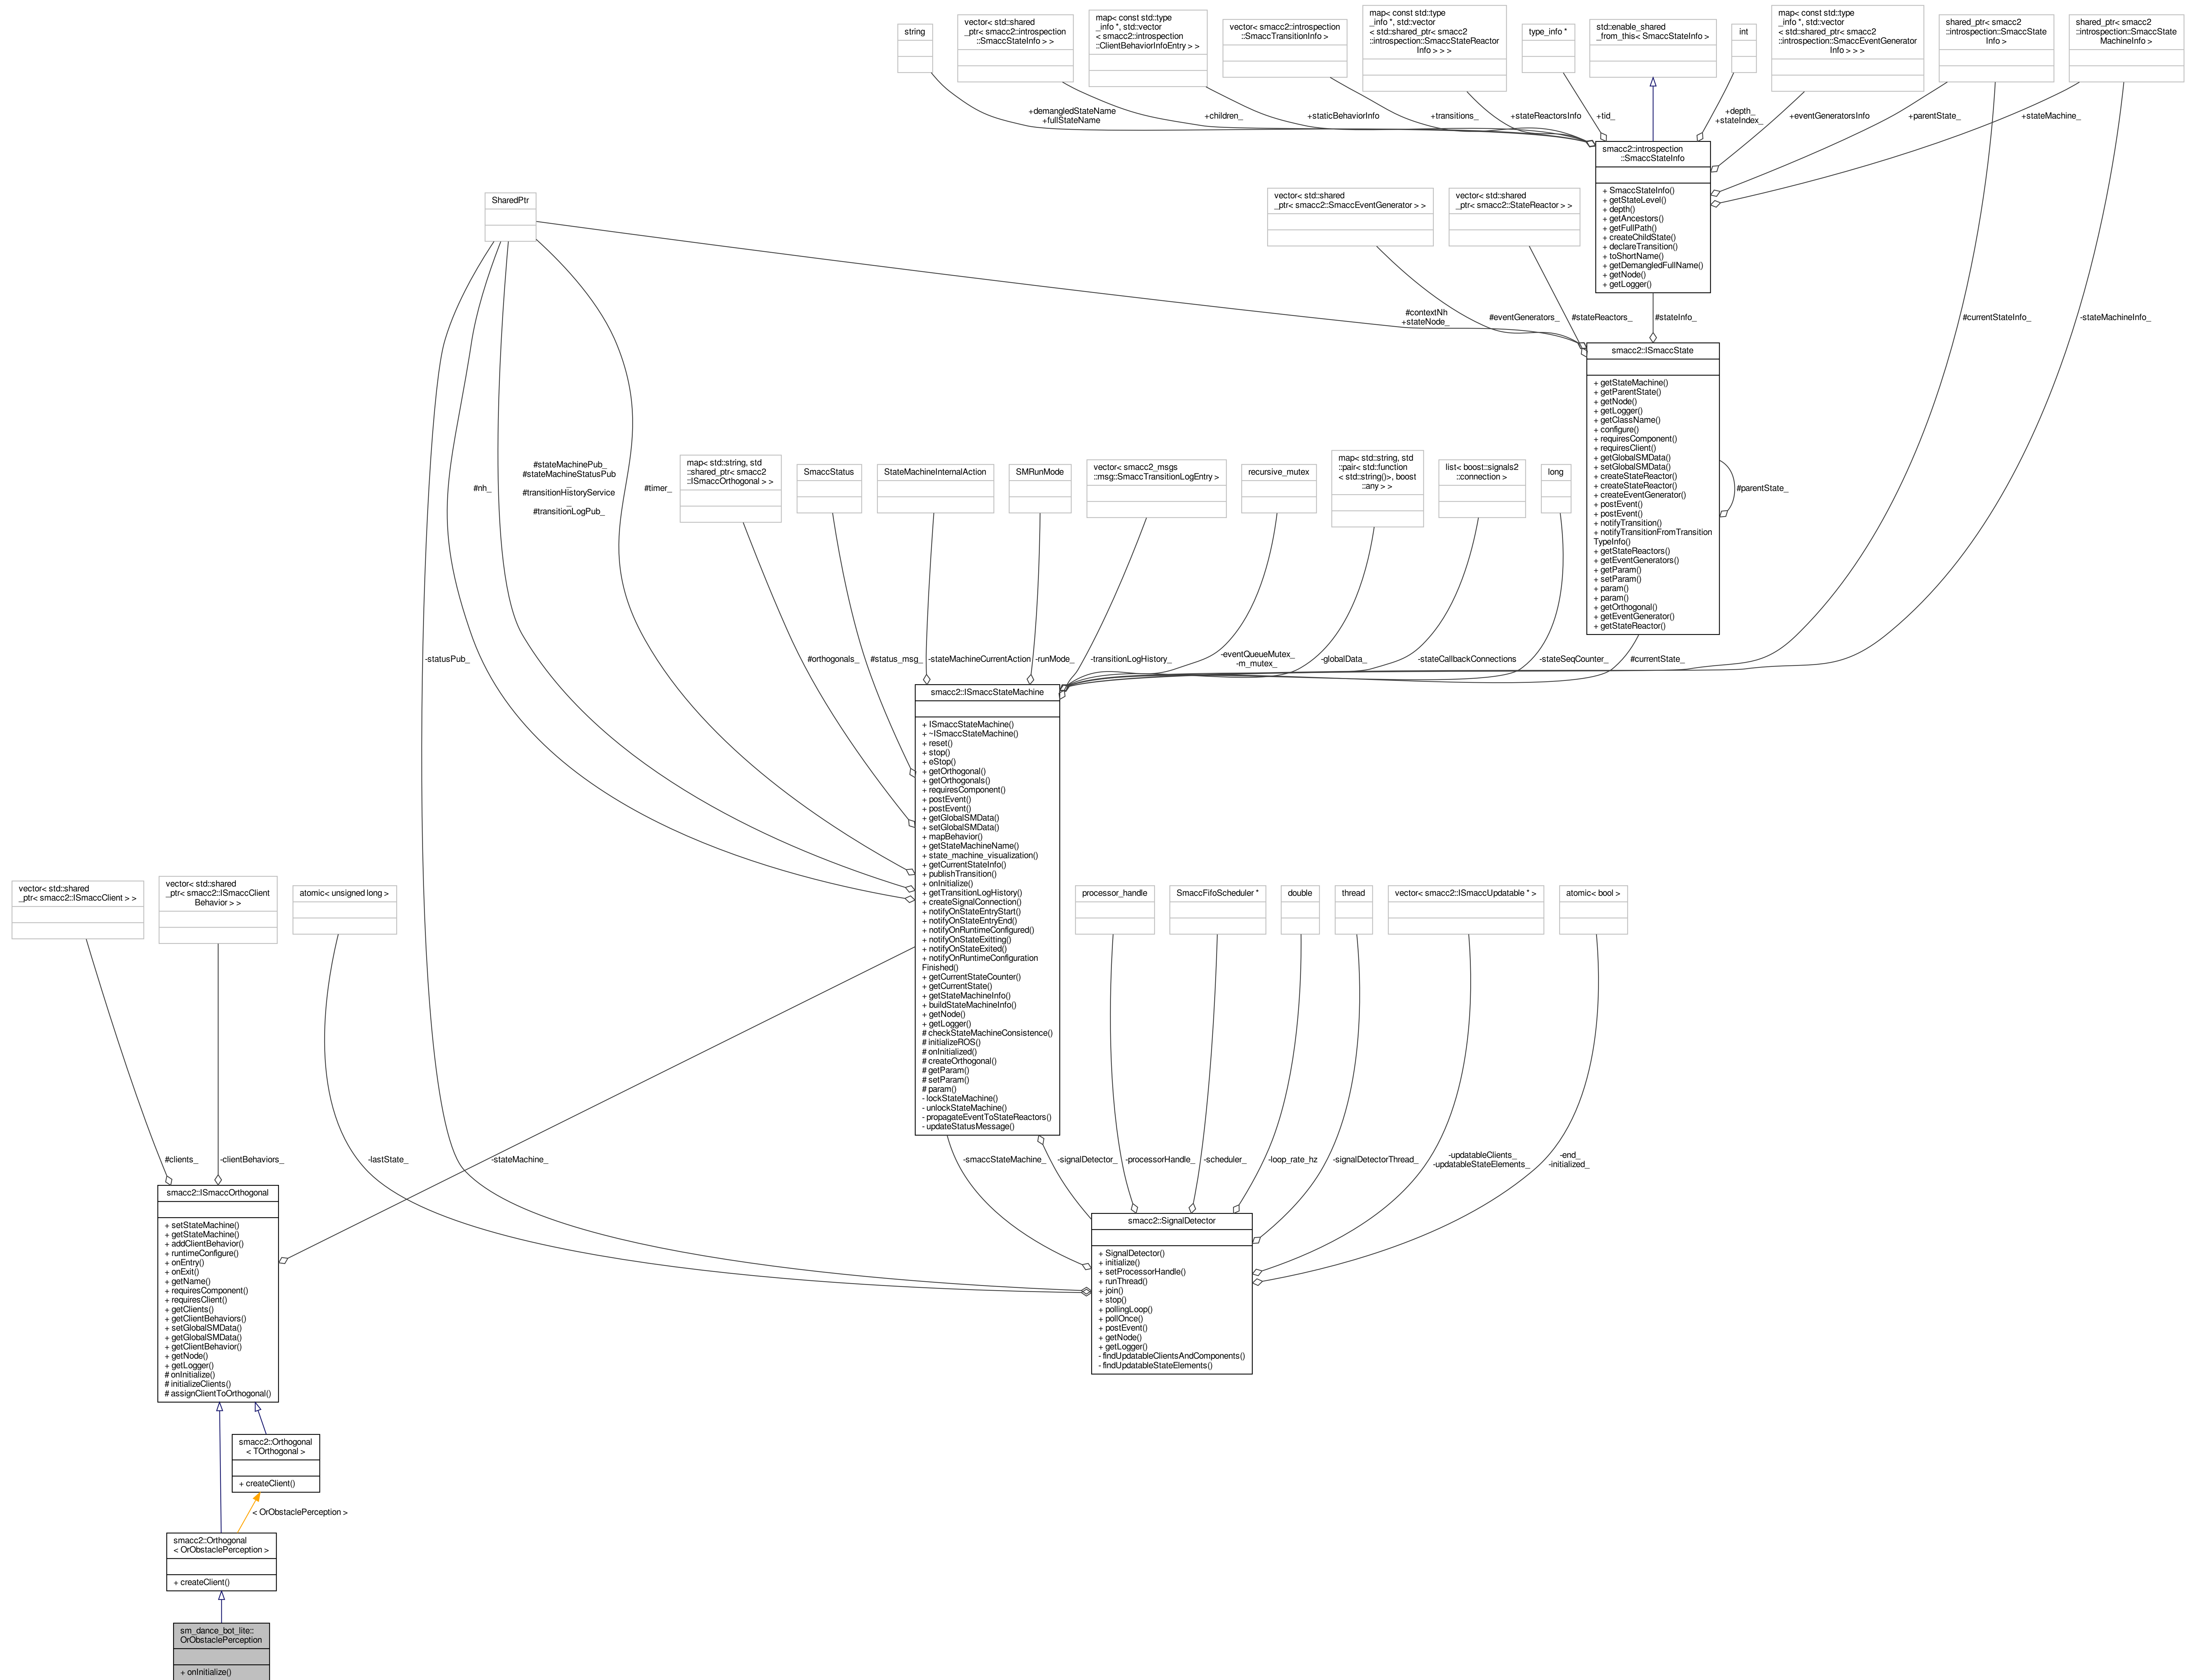 string
vector< std::shared
_ptr< smacc2::introspection
::SmaccStateInfo > >
map< const std::type
_info *, std::vector
< smacc2::introspection
::ClientBehaviorInfoEntry > >
vector< smacc2::introspection
::SmaccTransitionInfo >
map< const std::type
_info *, std::vector
< std::shared_ptr< smacc2
::introspection::SmaccStateReactor
Info > > >
type_info *
std::enable_shared
_from_this< SmaccStateInfo >
int
map< const std::type
_info *, std::vector
< std::shared_ptr< smacc2
::introspection::SmaccEventGenerator
Info > > >
shared_ptr< smacc2
::introspection::SmaccState
Info >
shared_ptr< smacc2
::introspection::SmaccState
MachineInfo >
+demangledStateName
+fullStateName
+children_
+staticBehaviorInfo
+transitions_
+stateReactorsInfo
+tid_
+depth_
+stateIndex_
+eventGeneratorsInfo
+parentState_
+stateMachine_
smacc2::introspection
::SmaccStateInfo
+ SmaccStateInfo()
+ getStateLevel()
+ depth()
+ getAncestors()
+ getFullPath()
+ createChildState()
+ declareTransition()
+ toShortName()
+ getDemangledFullName()
+ getNode()
+ getLogger()
SharedPtr
vector< std::shared
_ptr< smacc2::SmaccEventGenerator > >
vector< std::shared
_ptr< smacc2::StateReactor > >
#contextNh
+stateNode_
#eventGenerators_
#stateReactors_
#stateInfo_
#currentStateInfo_
-stateMachineInfo_
smacc2::ISmaccState
+ getStateMachine()
+ getParentState()
+ getNode()
+ getLogger()
+ getClassName()
+ configure()
+ requiresComponent()
+ requiresClient()
+ getGlobalSMData()
+ setGlobalSMData()
+ createStateReactor()
+ createEventGenerator()
+ postEvent()
+ postEvent()
+ notifyTransition()
+ notifyTransitionFromTransition
TypeInfo()
+ getStateReactors()
+ getEventGenerators()
+ getParam()
+ setParam()
+ param()
+ param()
+ getOrthogonal()
+ getEventGenerator()
+ getStateReactor()
#parentState_
#nh_
#stateMachinePub_
#stateMachineStatusPub
_
#transitionHistoryService
_
#transitionLogPub_
#timer_
map< std::string, std
::shared_ptr< smacc2
::ISmaccOrthogonal > >
SmaccStatus
StateMachineInternalAction
SMRunMode
vector< smacc2_msgs
::msg::SmaccTransitionLogEntry >
recursive_mutex
map< std::string, std
::pair< std::function
< std::string()>, boost
::any > >
list< boost::signals2
::connection >
long
-statusPub_
#orthogonals_
#status_msg_
-stateMachineCurrentAction
-runMode_
-transitionLogHistory_
-eventQueueMutex_
-m_mutex_
-globalData_
-stateCallbackConnections
-stateSeqCounter_
#currentState_
smacc2::ISmaccStateMachine
+ ISmaccStateMachine()
+ ~ISmaccStateMachine()
+ reset()
+ stop()
+ eStop()
+ getOrthogonal()
+ getOrthogonals()
+ requiresComponent()
+ postEvent()
+ postEvent()
+ getGlobalSMData()
+ setGlobalSMData()
+ mapBehavior()
+ getStateMachineName()
+ state_machine_visualization()
+ getCurrentStateInfo()
+ publishTransition()
+ onInitialize()
+ getTransitionLogHistory()
+ createSignalConnection()
+ notifyOnStateEntryStart()
+ notifyOnStateEntryEnd()
+ notifyOnRuntimeConfigured()
+ notifyOnStateExitting()
+ notifyOnStateExited()
+ notifyOnRuntimeConfiguration
Finished()
+ getCurrentStateCounter()
+ getCurrentState()
+ getStateMachineInfo()
+ buildStateMachineInfo()
+ getNode()
+ getLogger()
# checkStateMachineConsistence()
# initializeROS()
# onInitialized()
# createOrthogonal()
# getParam()
# setParam()
# param()
- lockStateMachine()
- unlockStateMachine()
- propagateEventToStateReactors()
- updateStatusMessage()
vector< std::shared
_ptr< smacc2::ISmaccClient > >
vector< std::shared
_ptr< smacc2::ISmaccClient
Behavior > >
atomic< unsigned long >
processor_handle
SmaccFifoScheduler *
double
thread
vector< smacc2::ISmaccUpdatable * >
atomic< bool >
#clients_
-clientBehaviors_
-lastState_
-stateMachine_
-smaccStateMachine_
-signalDetector_
-processorHandle_
-scheduler_
-loop_rate_hz
-signalDetectorThread_
-updatableClients_
-updatableStateElements_
-end_
-initialized_
smacc2::ISmaccOrthogonal
+ setStateMachine()
+ getStateMachine()
+ addClientBehavior()
+ runtimeConfigure()
+ onEntry()
+ onExit()
+ getName()
+ requiresComponent()
+ requiresClient()
+ getClients()
+ getClientBehaviors()
+ setGlobalSMData()
+ getGlobalSMData()
+ getClientBehavior()
+ getNode()
+ getLogger()
# onInitialize()
# initializeClients()
# assignClientToOrthogonal()
smacc2::SignalDetector
+ SignalDetector()
+ initialize()
+ setProcessorHandle()
+ runThread()
+ join()
+ stop()
+ pollingLoop()
+ pollOnce()
+ postEvent()
+ getNode()
+ getLogger()
- findUpdatableClientsAndComponents()
- findUpdatableStateElements()
smacc2::Orthogonal
< TOrthogonal >
+ createClient()
< OrObstaclePerception >
smacc2::Orthogonal
< OrObstaclePerception >
+ createClient()
sm_dance_bot_lite::
OrObstaclePerception
+ onInitialize()